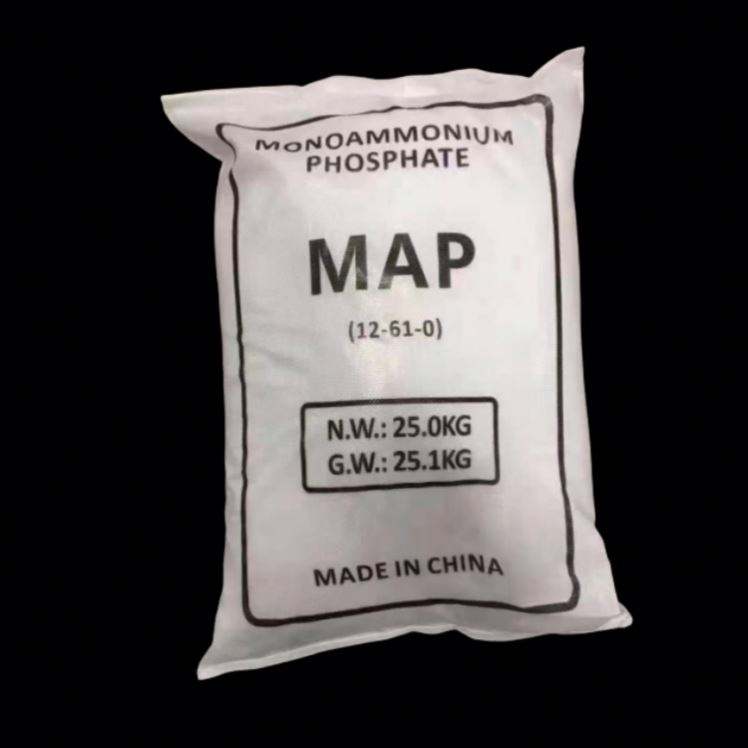 MONOAMMONIUM
PHOSPHATE
MAP
(12-61-0)
N.W.: 25.0KG
G.W.: 25.1KG
MADE IN CHINA